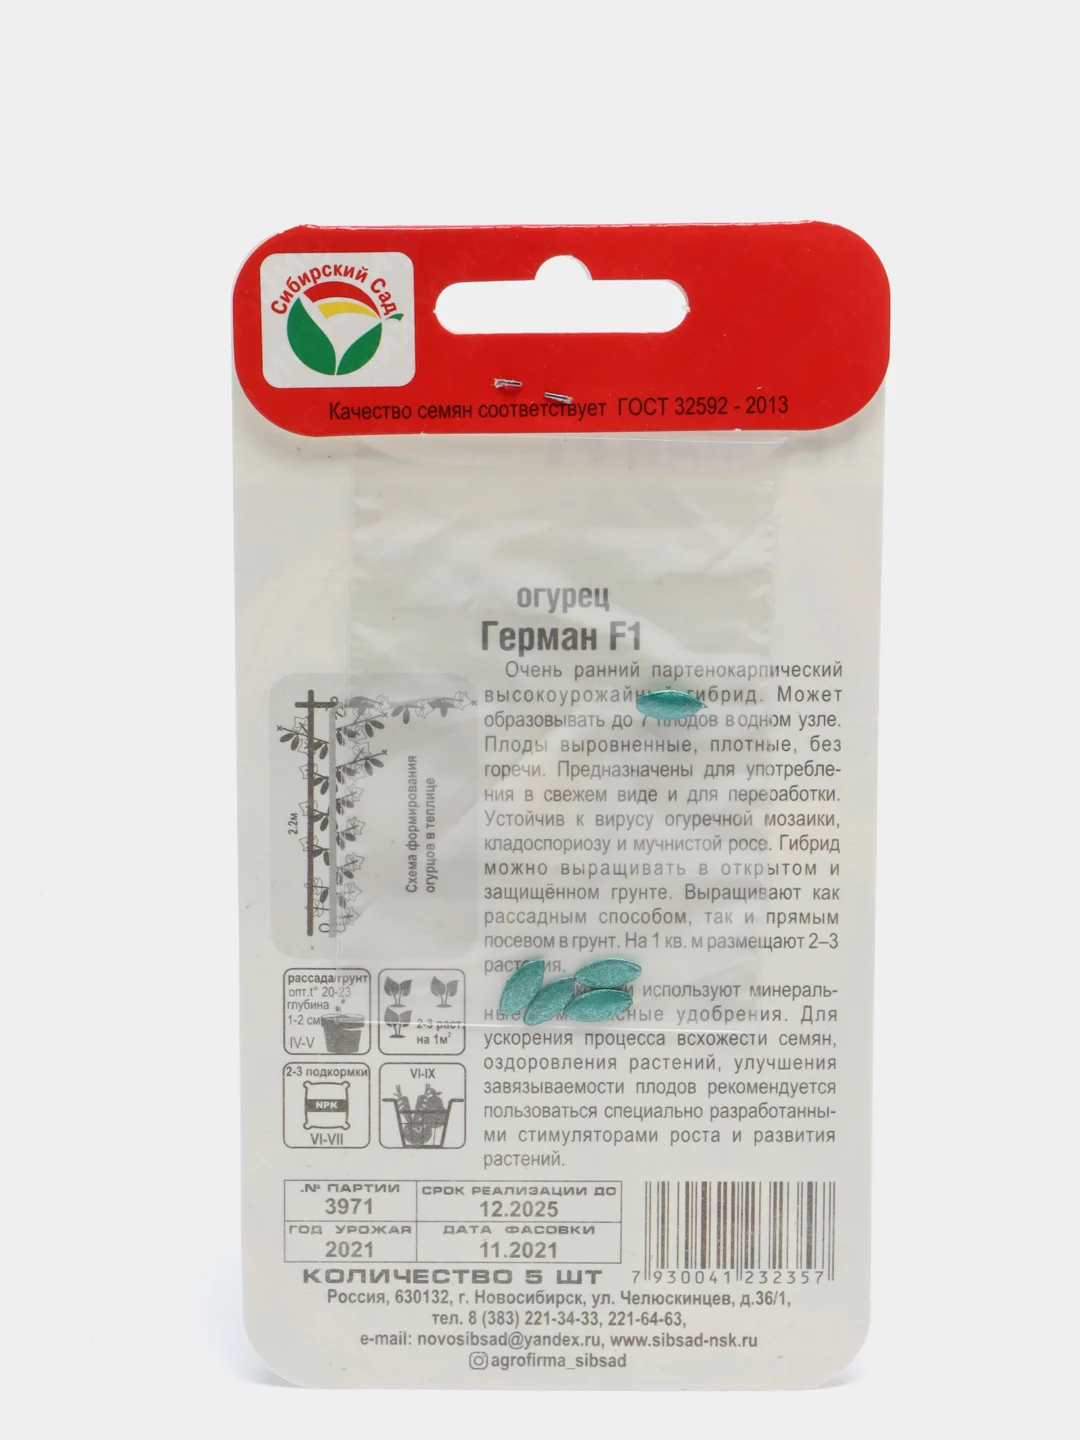 Сибирский Сад
Качество семян соответствует ГОСТ 32592 - 2013
огурец
Герман F1
Очень ранний партенокарпический
высокоурожайный гибрид. Может
образовывать до 7 плодов в одном узле.
Плоды выровненные, плотные, без
горечи. Предназначены для употребле-
ния в свежем виде и для переработки.
Устойчив к вирусу огуречной мозаики,
кладоспориозу и мучнистой росе. Гибрид
можно выращивать в открытом и
защищённом грунте. Выращивают как
рассадным способом, так и прямым
посевом в грунт. На 1 кв. м размещают 2–3
растения.
используют минераль-
удобрения. Для
ускорения процесса всхожести семян,
оздоровления растений, улучшения
завязываемости плодов рекомендуется
пользоваться специально разработанны-
ми стимуляторами роста и развития
растений.
2.2м
Схема формирования
огурцов в теплице
рассада/грунт
опт.t° 20-23
глубина
1-2 см
IV-V
2-3 раст.
на 1м²
2-3 подкормки
NPK
VI-VII
VI-IX
.№ ПАРТИИ
3971
СРОК РЕАЛИЗАЦИИ ДО
12.2025
ГОД УРОЖАЯ
2021
ДАТА ФАСОВКИ
11.2021
КОЛИЧЕСТВО 5 ШТ
7 930041 232357
Россия, 630132, г. Новосибирск, ул. Челюскинцев, д.36/1,
тел. 8 (383) 221-34-33, 221-64-63,
e-mail: novosibsad@yandex.ru, www.sibsad-nsk.ru
agrofirma_sibsad